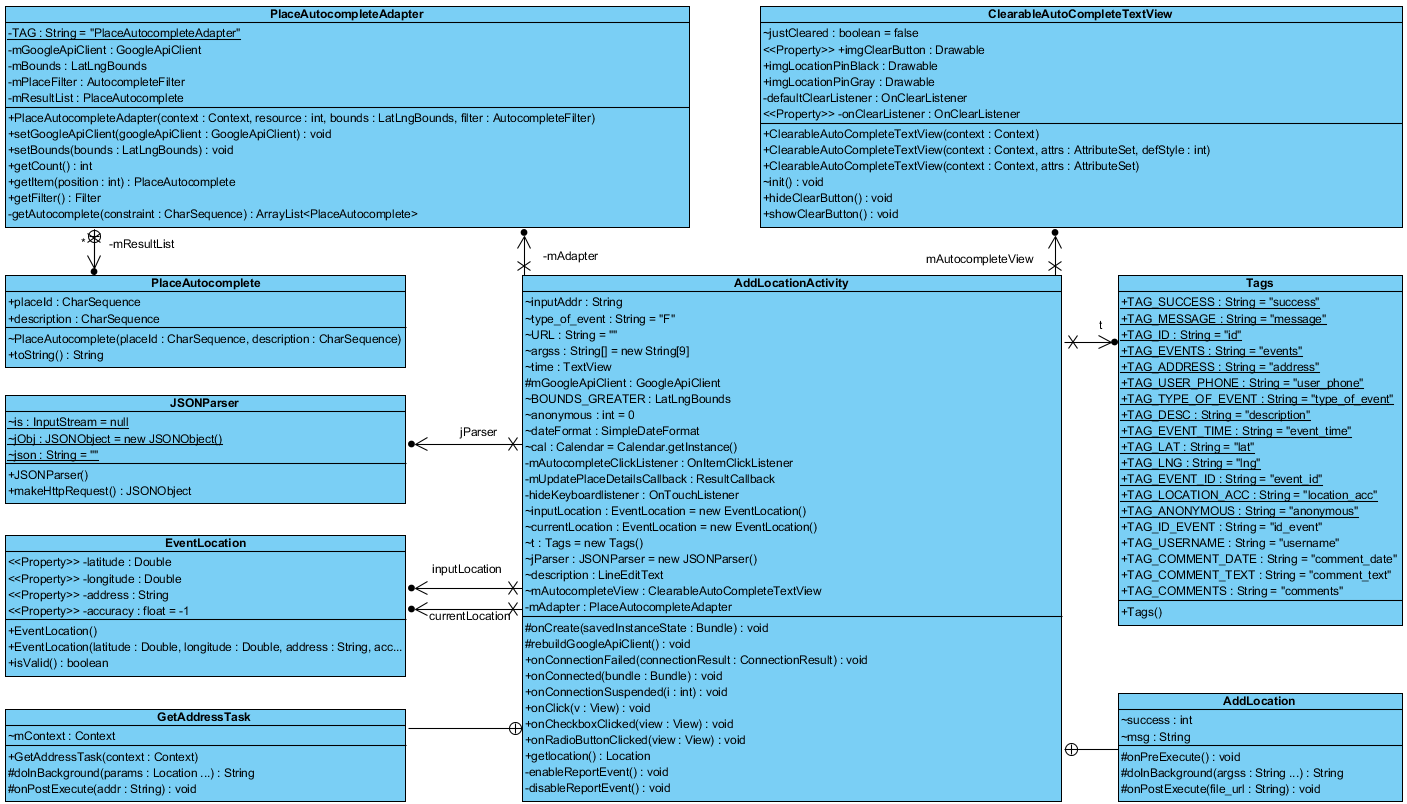 PlaceAutocompleteAdapter
-TAG : String = "PlaceAutocompleteAdapter"
-mGoogleApiClient : GoogleApiClient
-mBounds : LatLngBounds
-mPlaceFilter : AutocompleteFilter
-mResultList : PlaceAutocomplete
+PlaceAutocompleteAdapter(context : Context, resource : int, bounds : LatLngBounds, filter : AutocompleteFilter)
+setGoogleApiClient(googleApiClient : GoogleApiClient) : void
+setBounds(bounds : LatLngBounds) : void
+getCount() : int
+getItem(position : int) : PlaceAutocomplete
+getFilter() : Filter
-getAutocomplete(constraint : CharSequence) : ArrayList<PlaceAutocomplete>
ClearableAutoCompleteTextView
~justCleared : boolean = false
<<Property>> +imgClearButton : Drawable
+imgLocationPinBlack : Drawable
+imgLocationPinGray : Drawable
-defaultClearListener : OnClearListener
<<Property>> -onClearListener : OnClearListener
+ClearableAutoCompleteTextView(context : Context)
+ClearableAutoCompleteTextView(context : Context, attrs : AttributeSet, defStyle : int)
+ClearableAutoCompleteTextView(context : Context, attrs : AttributeSet)
~init() : void
+hideClearButton() : void
+showClearButton() : void
*
-mResultList
-mAdapter
mAutocompleteView
PlaceAutocomplete
+placeId : CharSequence
+description : CharSequence
~PlaceAutocomplete(placeId : CharSequence, description : CharSequence)
+toString() : String
JSONParser
~is : InputStream = null
~jObj : JSONObject = new JSONObject()
~json : String = ""
+JSONParser()
+makeHttpRequest() : JSONObject
jParser
EventLocation
<<Property>> -latitude : Double
<<Property>> -longitude : Double
<<Property>> -address : String
<<Property>> -accuracy : float = -1
+EventLocation()
+EventLocation(latitude : Double, longitude : Double, address : String, acc...
+isValid() : boolean
inputLocation
currentLocation
GetAddressTask
~mContext : Context
+GetAddressTask(context : Context)
#doInBackground(params : Location ...) : String
#onPostExecute(addr : String) : void
AddLocationActivity
~inputAddr : String
~type_of_event : String = "F"
~URL : String = ""
~argss : String[] = new String[9]
~time : TextView
#mGoogleApiClient : GoogleApiClient
~BOUNDS_GREATER : LatLngBounds
~anonymous : int = 0
~dateFormat : SimpleDateFormat
~cal : Calendar = Calendar.getInstance()
-mAutocompleteClickListener : OnItemClickListener
-mUpdatePlaceDetailsCallback : ResultCallback
-hideKeyboardlistener : OnTouchListener
~inputLocation : EventLocation = new EventLocation()
~currentLocation : EventLocation = new EventLocation()
~t : Tags = new Tags()
~jParser : JSONParser = new JSONParser()
~description : LineEditText
~mAutocompleteView : ClearableAutoCompleteTextView
-mAdapter : PlaceAutocompleteAdapter
#onCreate(savedInstanceState : Bundle) : void
#rebuildGoogleApiClient() : void
+onConnectionFailed(connectionResult : ConnectionResult) : void
+onConnected(bundle : Bundle) : void
+onConnectionSuspended(i : int) : void
+onClick(v : View) : void
+onCheckboxClicked(view : View) : void
+onRadioButtonClicked(view : View) : void
+getlocation() : Location
-enableReportEvent() : void
-disableReportEvent() : void
t
Tags
+TAG_SUCCESS : String = "success"
+TAG_MESSAGE : String = "message"
+TAG_ID : String = "id"
+TAG_EVENTS : String = "events"
+TAG_ADDRESS : String = "address"
+TAG_USER_PHONE : String = "user_phone"
+TAG_TYPE_OF_EVENT : String = "type_of_event"
+TAG_DESC : String = "description"
+TAG_EVENT_TIME : String = "event_time"
+TAG_LAT : String = "lat"
+TAG_LNG : String = "lng"
+TAG_EVENT_ID : String = "event_id"
+TAG_LOCATION_ACC : String = "location_acc"
+TAG_ANONYMOUS : String = "anonymous"
+TAG_ID_EVENT : String = "id_event"
+TAG_USERNAME : String = "username"
+TAG_COMMENT_DATE : String = "comment_date"
+TAG_COMMENT_TEXT : String = "comment_text"
+TAG_COMMENTS : String = "comments"
+Tags()
AddLocation
~success : int
~msg : String
#onPreExecute() : void
#doInBackground(argss : String ...) : String
#onPostExecute(file_url : String) : void